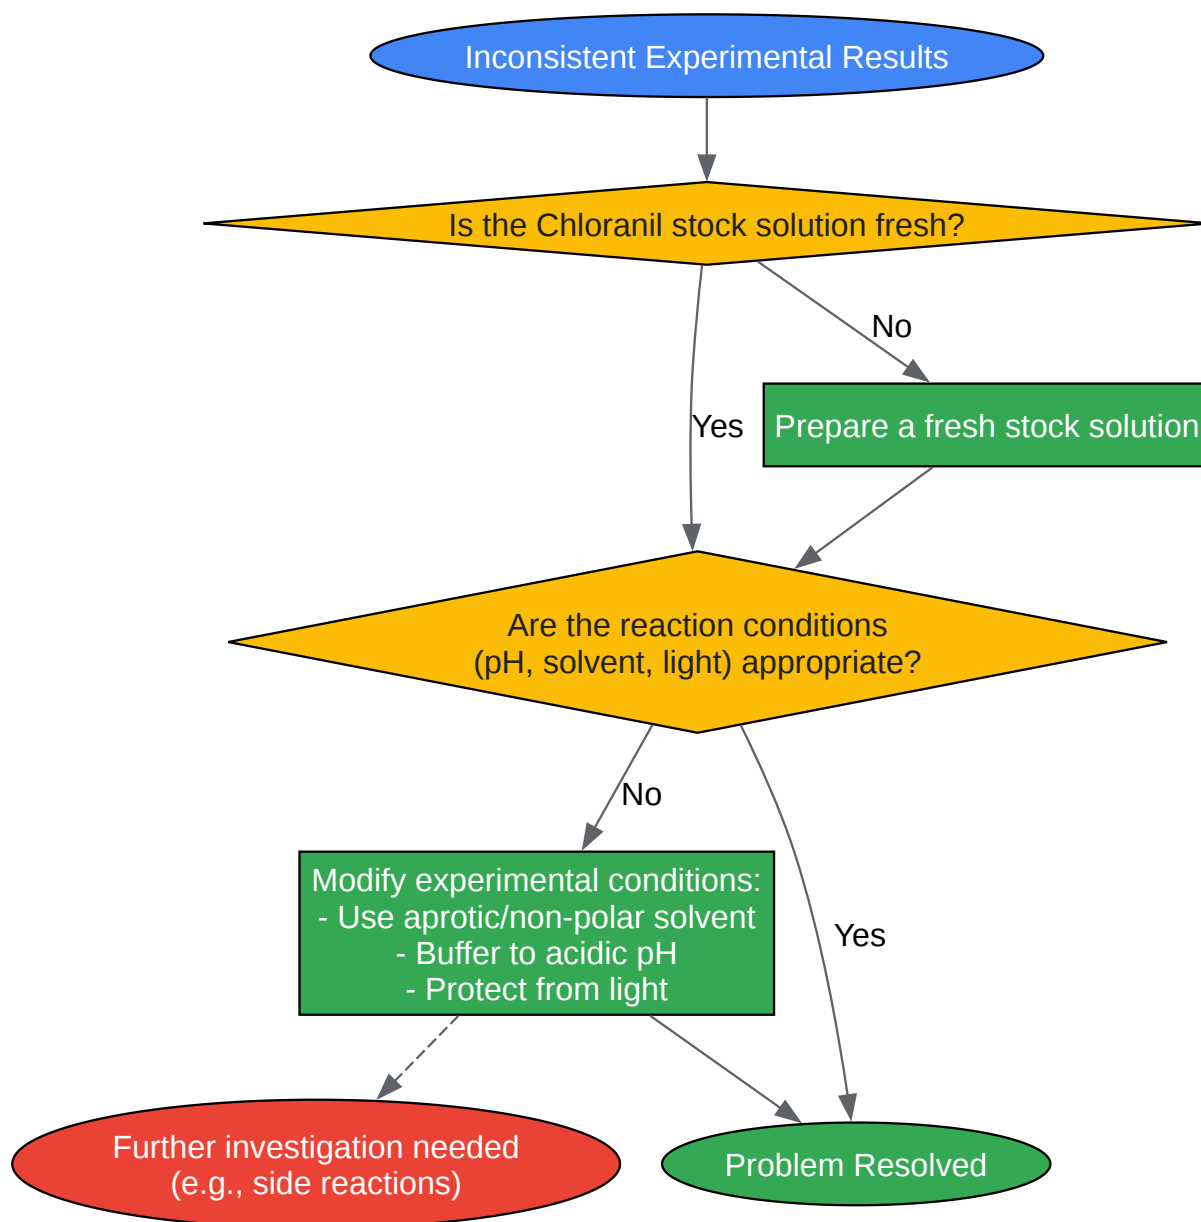 Inconsistent Experimental Results
Is the Chloranil stock solution fresh?
No
Yes
Prepare a fresh stock solution
Are the reaction conditions
(pH, solvent, light) appropriate?
No
Modify experimental conditions:
- Use aprotic/non-polar solvent
- Buffer to acidic pH
- Protect from light
Yes
Further investigation needed
(e.g., side reactions)
Problem Resolved